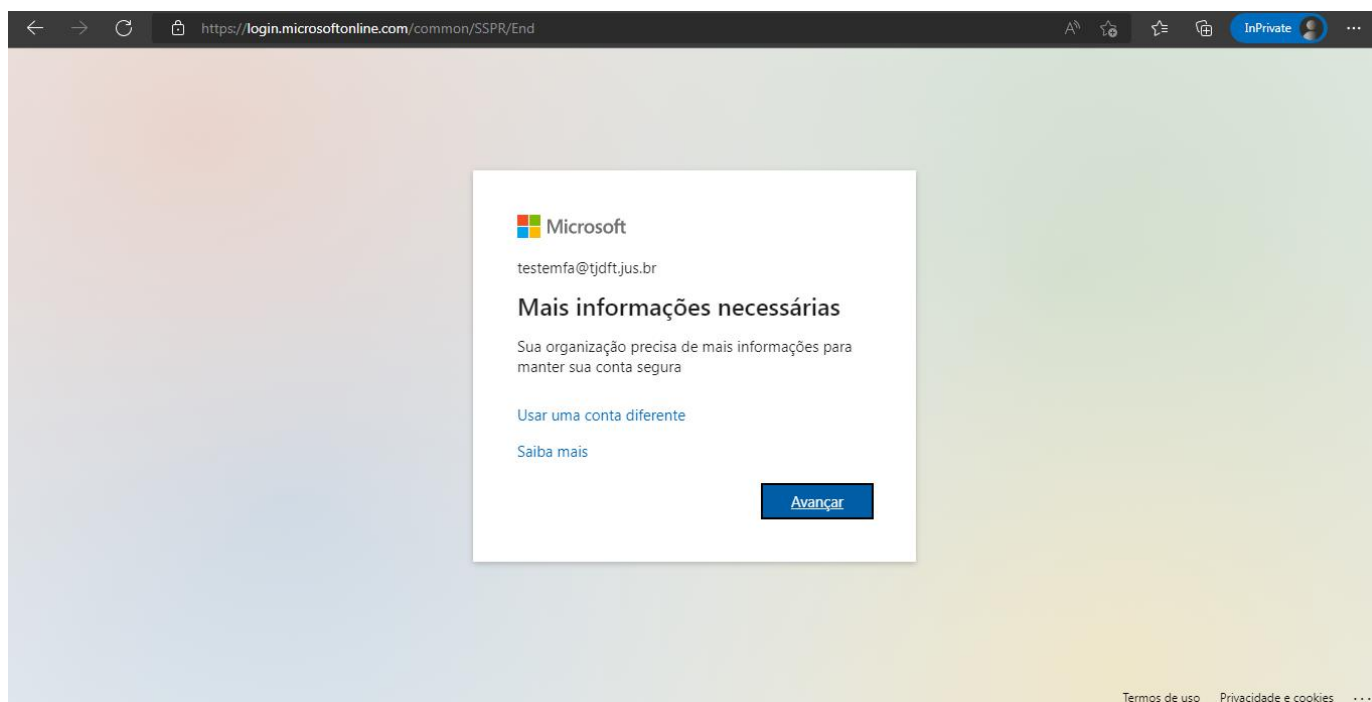 https://login.microsoftonline.com/common/SSPR/End
InPrivate
Microsoft
testemfa@tjdft.jus.br
Mais informações necessárias
Sua organização precisa de mais informações para
manter sua conta segura
Usar uma conta diferente
Saiba mais
Avançar
Termos de uso Privacidade e cookies ...